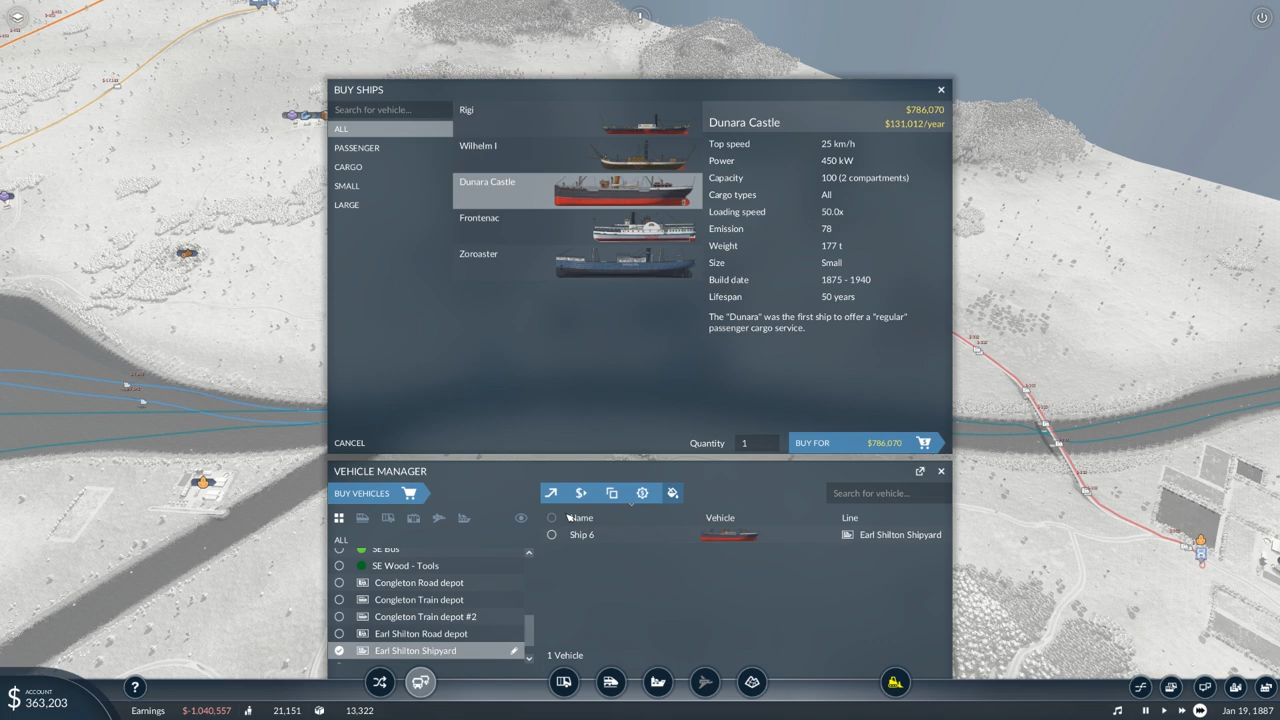 BUY SHIPS
Search for vehicle...
ALL
PASSENGER
CARGO
SMALL
LARGE
Rigi
Wilhelm I
Dunara Castle
Frontenac
Zoroaster
$786,070
Dunara Castle $131,012/year
Top speed 25 km/h
Power 450 kW
Capacity 100 (2 compartments)
Cargo types All
Loading speed 50.0x
Emission 78
Weight 177 t
Size Small
Build date 1875 - 1940
Lifespan 50 years
The "Dunara" was the first ship to offer a "regular"
passenger cargo service.
CANCEL Quantity 1 BUY FOR $786,070
VEHICLE MANAGER
BUY VEHICLES Search for vehicle...
Name Vehicle Line
Ship 6 Earl Shilton Shipyard
ALL
SE Bus
SE Wood - Tools
Congleton Road depot
Congleton Train depot
Congleton Train depot #2
Earl Shilton Road depot
Earl Shilton Shipyard
1 Vehicle
ACCOUNT
$ 363,203
?
Earnings $-1,040,557 21,151 13,322 Jan 19, 1887